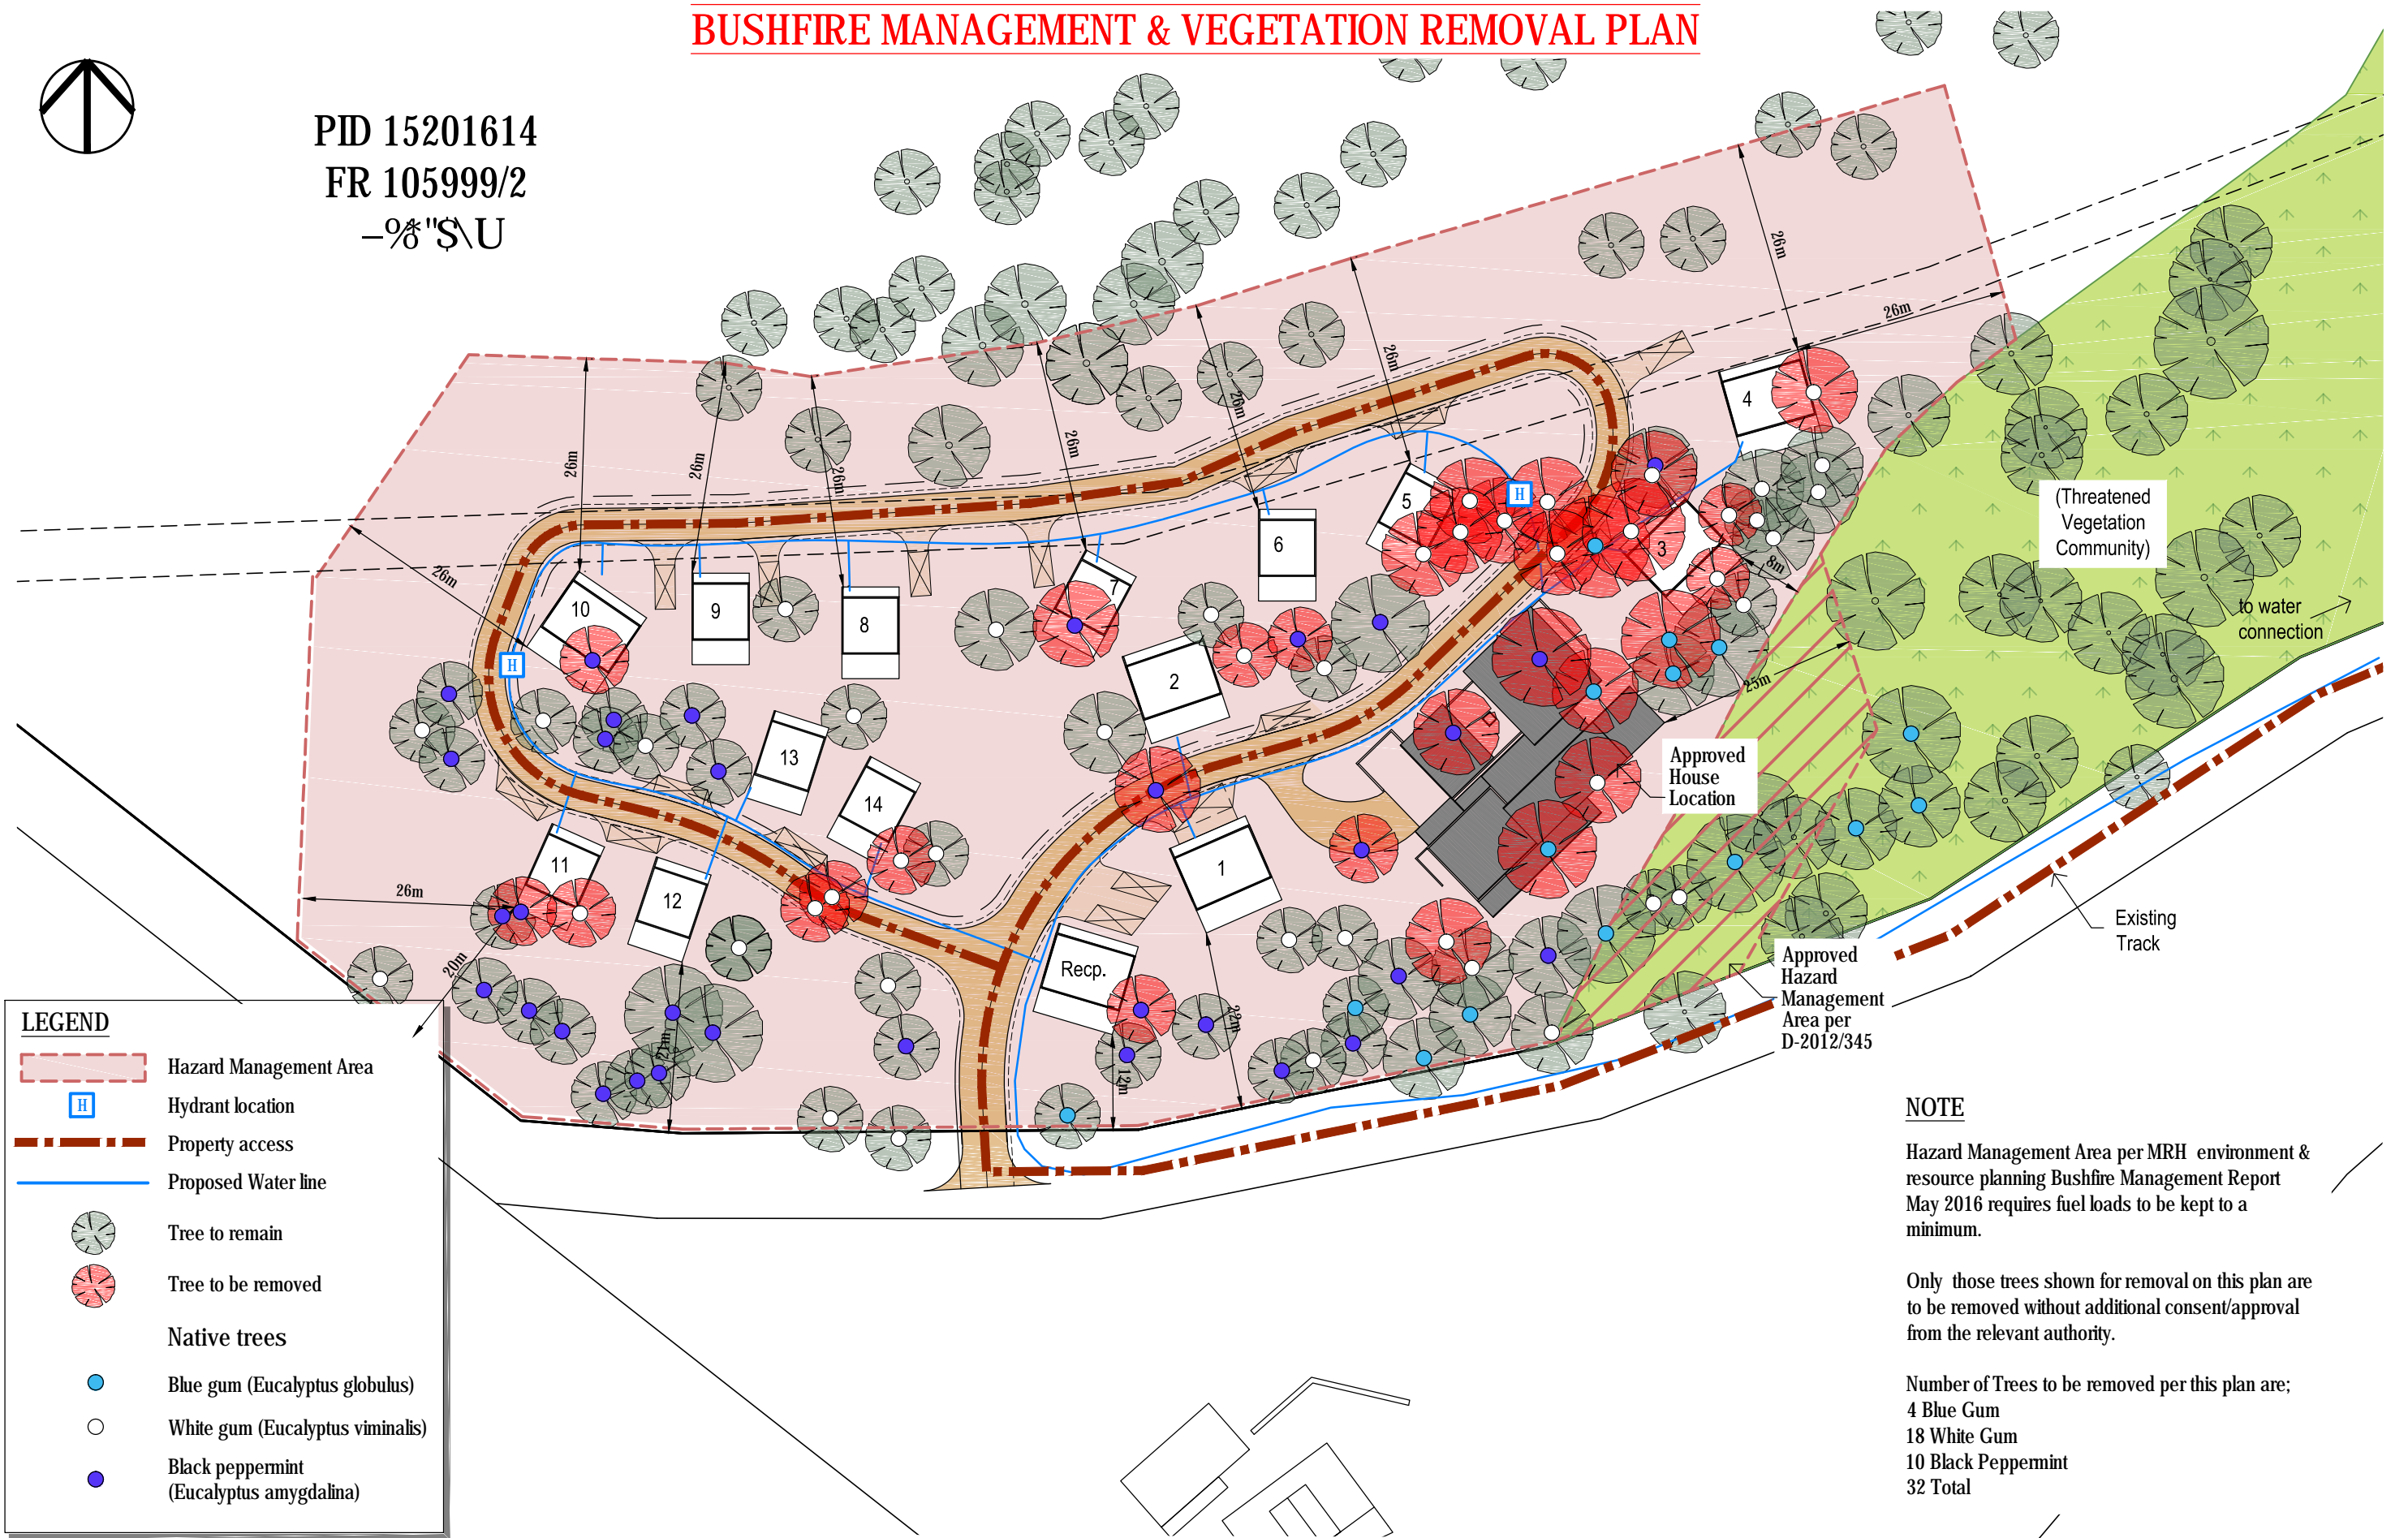 BUSHFIRE MANAGEMENT & VEGETATION REMOVAL PLAN
PID 15201614
FR 105999/2
–%*"$\U
26m
26m
26m
26m
26m
26m
26m
26m
26m
26m
26m
4
5
H
3
8m
6
7
10
9
8
H
2
(Threatened
Vegetation
Community)
to water
connection
25m
13
14
Approved
House
Location
11
12
1
Recp.
20m
21m
12m
22m
Existing
Track
Approved
Hazard
Management
Area per
D-2012/345
LEGEND
Hazard Management Area
H
Hydrant location
Property access
Proposed Water line
Tree to remain
Tree to be removed
Native trees
Blue gum (Eucalyptus globulus)
White gum (Eucalyptus viminalis)
Black peppermint
(Eucalyptus amygdalina)
NOTE
Hazard Management Area per MRH environment &
resource planning Bushfire Management Report
May 2016 requires fuel loads to be kept to a
minimum.
Only those trees shown for removal on this plan are
to be removed without additional consent/approval
from the relevant authority.
Number of Trees to be removed per this plan are;
4 Blue Gum
18 White Gum
10 Black Peppermint
32 Total